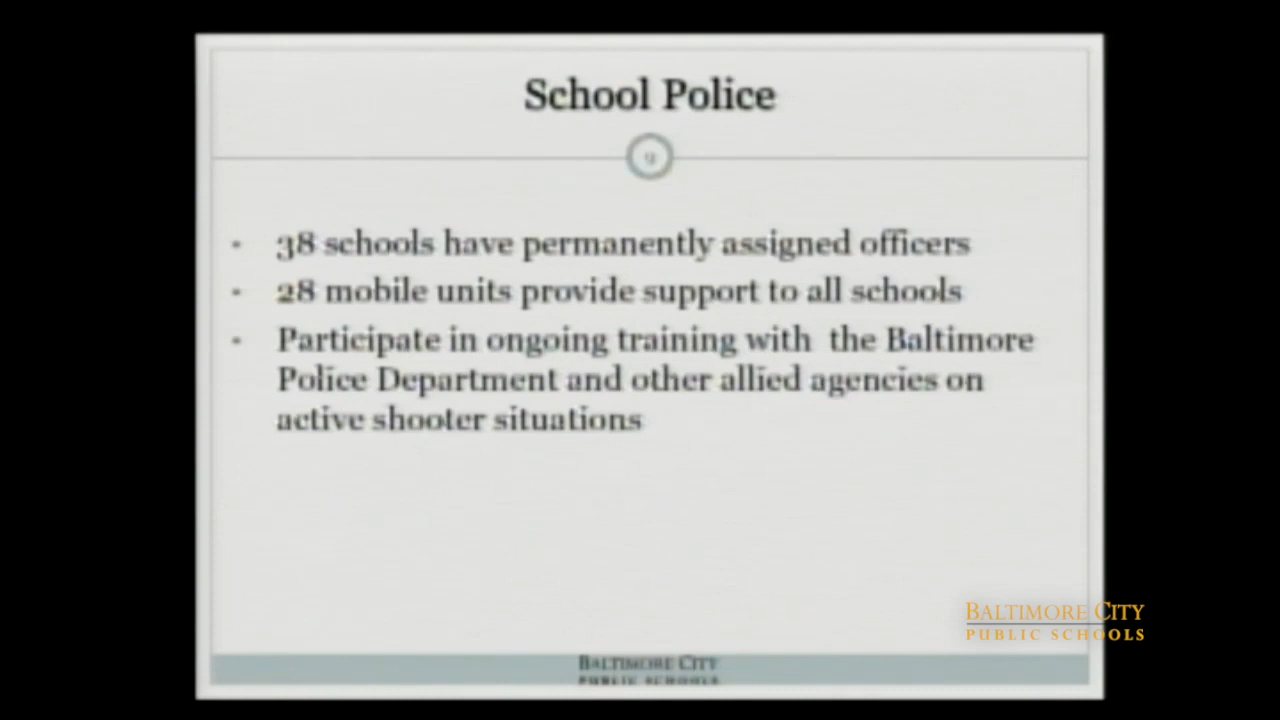 School Police
9
- 38 schools have permanently assigned officers
- 28 mobile units provide support to all schools
- Participate in ongoing training with the Baltimore
Police Department and other allied agencies on
active shooter situations
BALTIMORE CITY
PUBLIC SCHOOLS
BALTIMORE CITY
PUBLIC SCHOOLS